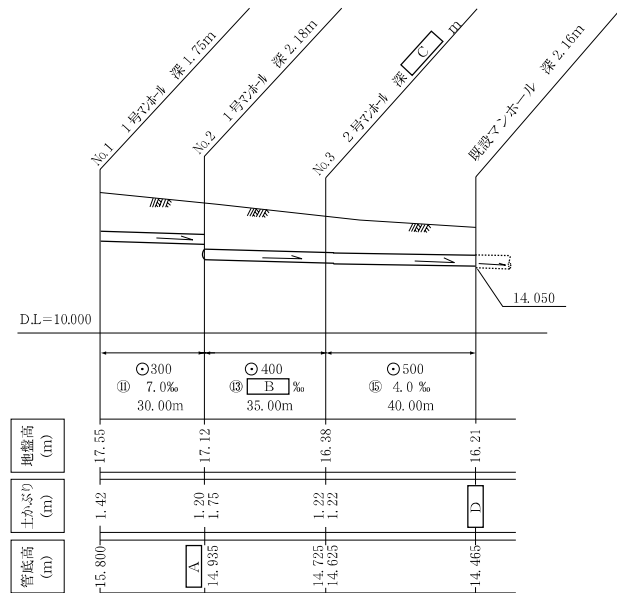 No.1 1号マンホール 深 1.75m
No.2 1号マンホール 深 2.18m
No.3 2号マンホール 深 C m
既設マンホール 深 2.16m
14.050
D.L=10.000
⊙300
⑪ 7.0‰
30.00m
⊙400
⑬ B ‰
35.00m
⊙500
⑮ 4.0 ‰
40.00m
地盤高
(m)
17.55
17.12
16.38
16.21
土かぶり
(m)
1.42
1.20
1.75
1.22
1.22
D
管底高
(m)
15.800
A
14.935
14.725
14.625
14.465